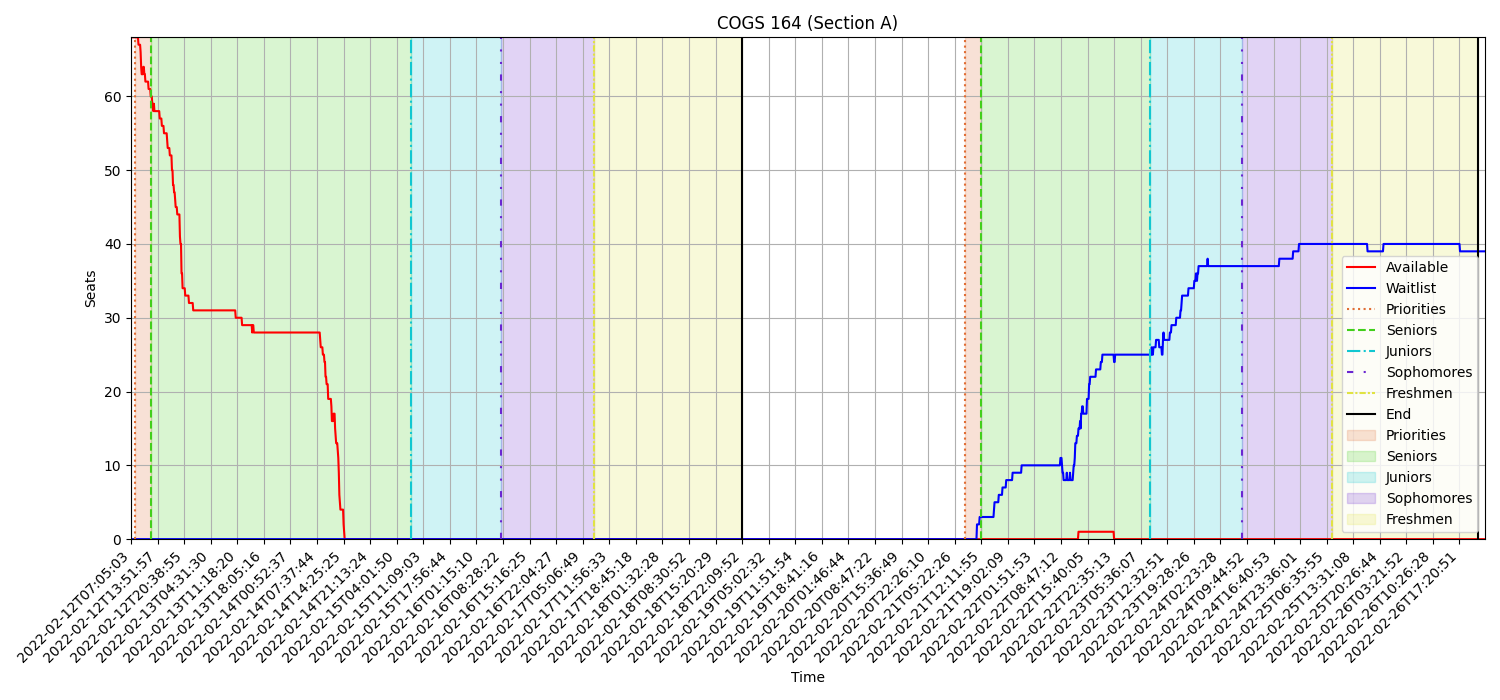 COGS 164 (Section A)
Seats
60
50
40
30
20
10
0
Available
Waitlist
Priorities
Seniors
Juniors
Sophomores
Freshmen
End
Priorities
Seniors
Juniors
Sophomores
Freshmen
2022-02-12T07:05:03
2022-02-12T13:51:57
2022-02-12T20:38:55
2022-02-13T04:31:30
2022-02-13T11:18:20
2022-02-13T18:05:16
2022-02-14T00:52:37
2022-02-14T07:37:44
2022-02-14T14:25:25
2022-02-14T21:13:24
2022-02-15T04:01:50
2022-02-15T11:09:03
2022-02-15T17:56:44
2022-02-16T01:15:10
2022-02-16T08:28:22
2022-02-16T15:16:25
2022-02-16T22:04:27
2022-02-17T05:06:49
2022-02-17T11:56:33
2022-02-17T18:45:18
2022-02-18T01:32:28
2022-02-18T08:30:52
2022-02-18T15:20:29
2022-02-18T22:09:52
2022-02-19T05:02:32
2022-02-19T11:51:54
2022-02-19T18:41:16
2022-02-20T01:46:44
2022-02-20T08:47:22
2022-02-20T15:36:49
2022-02-20T22:26:10
2022-02-21T05:22:26
2022-02-21T12:11:55
2022-02-21T19:02:09
2022-02-22T01:51:53
2022-02-22T08:47:12
2022-02-22T15:40:05
2022-02-22T22:35:13
2022-02-23T05:36:07
2022-02-23T12:32:51
2022-02-23T19:28:26
2022-02-24T02:23:28
2022-02-24T09:44:52
2022-02-24T16:40:53
2022-02-24T23:36:01
2022-02-25T06:35:55
2022-02-25T13:31:08
2022-02-25T20:26:44
2022-02-26T03:21:52
2022-02-26T10:26:28
2022-02-26T17:20:51
Time